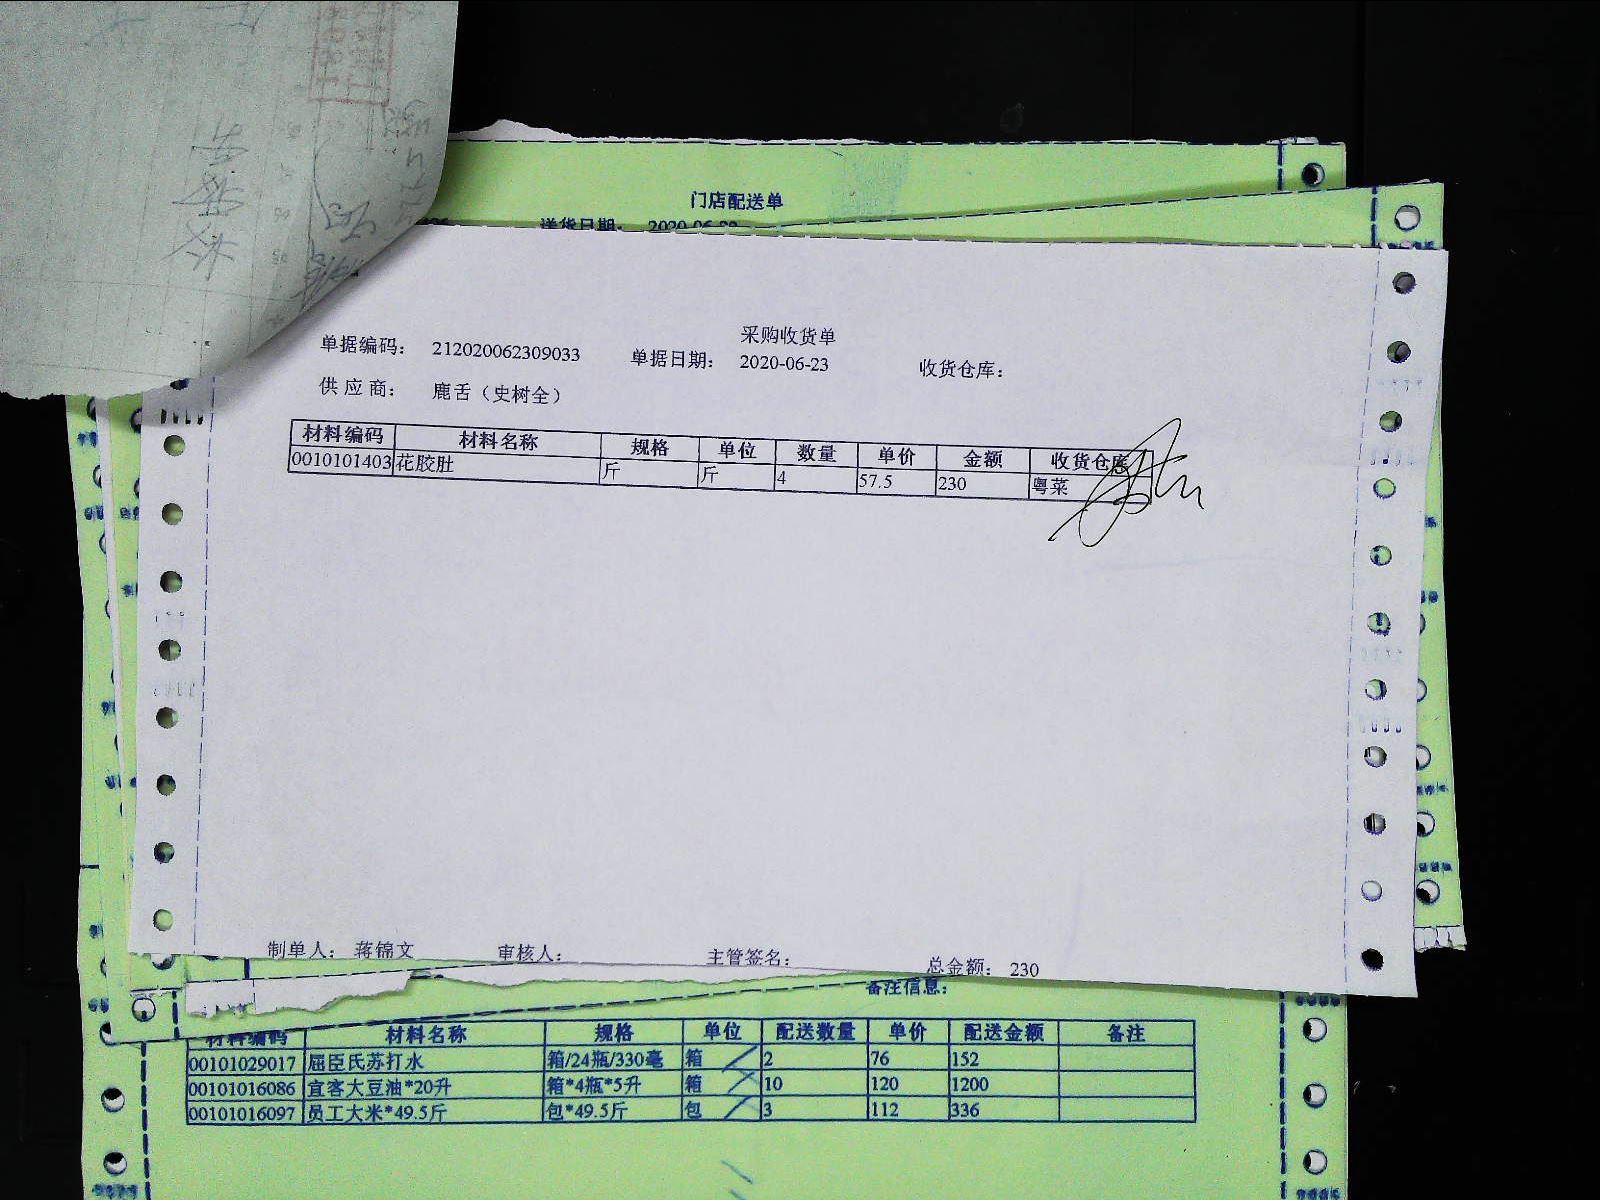 门店配送单
送货日期： 2020-06-22
采购收货单
单据编码： 212020062309033 单据日期： 2020-06-23 收货仓库：
供应商： 鹿舌（史树全）
材料编码 材料名称 规格 单位 数量 单价 金额 收货仓库
0010101403 花胶肚 斤 斤 4 57.5 230 粤菜
制单人： 蒋锦文 审核人： 主管签名： 总金额： 230
备注信息：
材料编码 材料名称 规格 单位 配送数量 单价 配送金额 备注
00101029017 屈臣氏苏打水 箱/24瓶/330毫 箱 2 76 152
00101016086 宜客大豆油*20升 箱*4瓶*5升 箱 10 120 1200
00101016097 员工大米*49.5斤 包*49.5斤 包 3 112 336